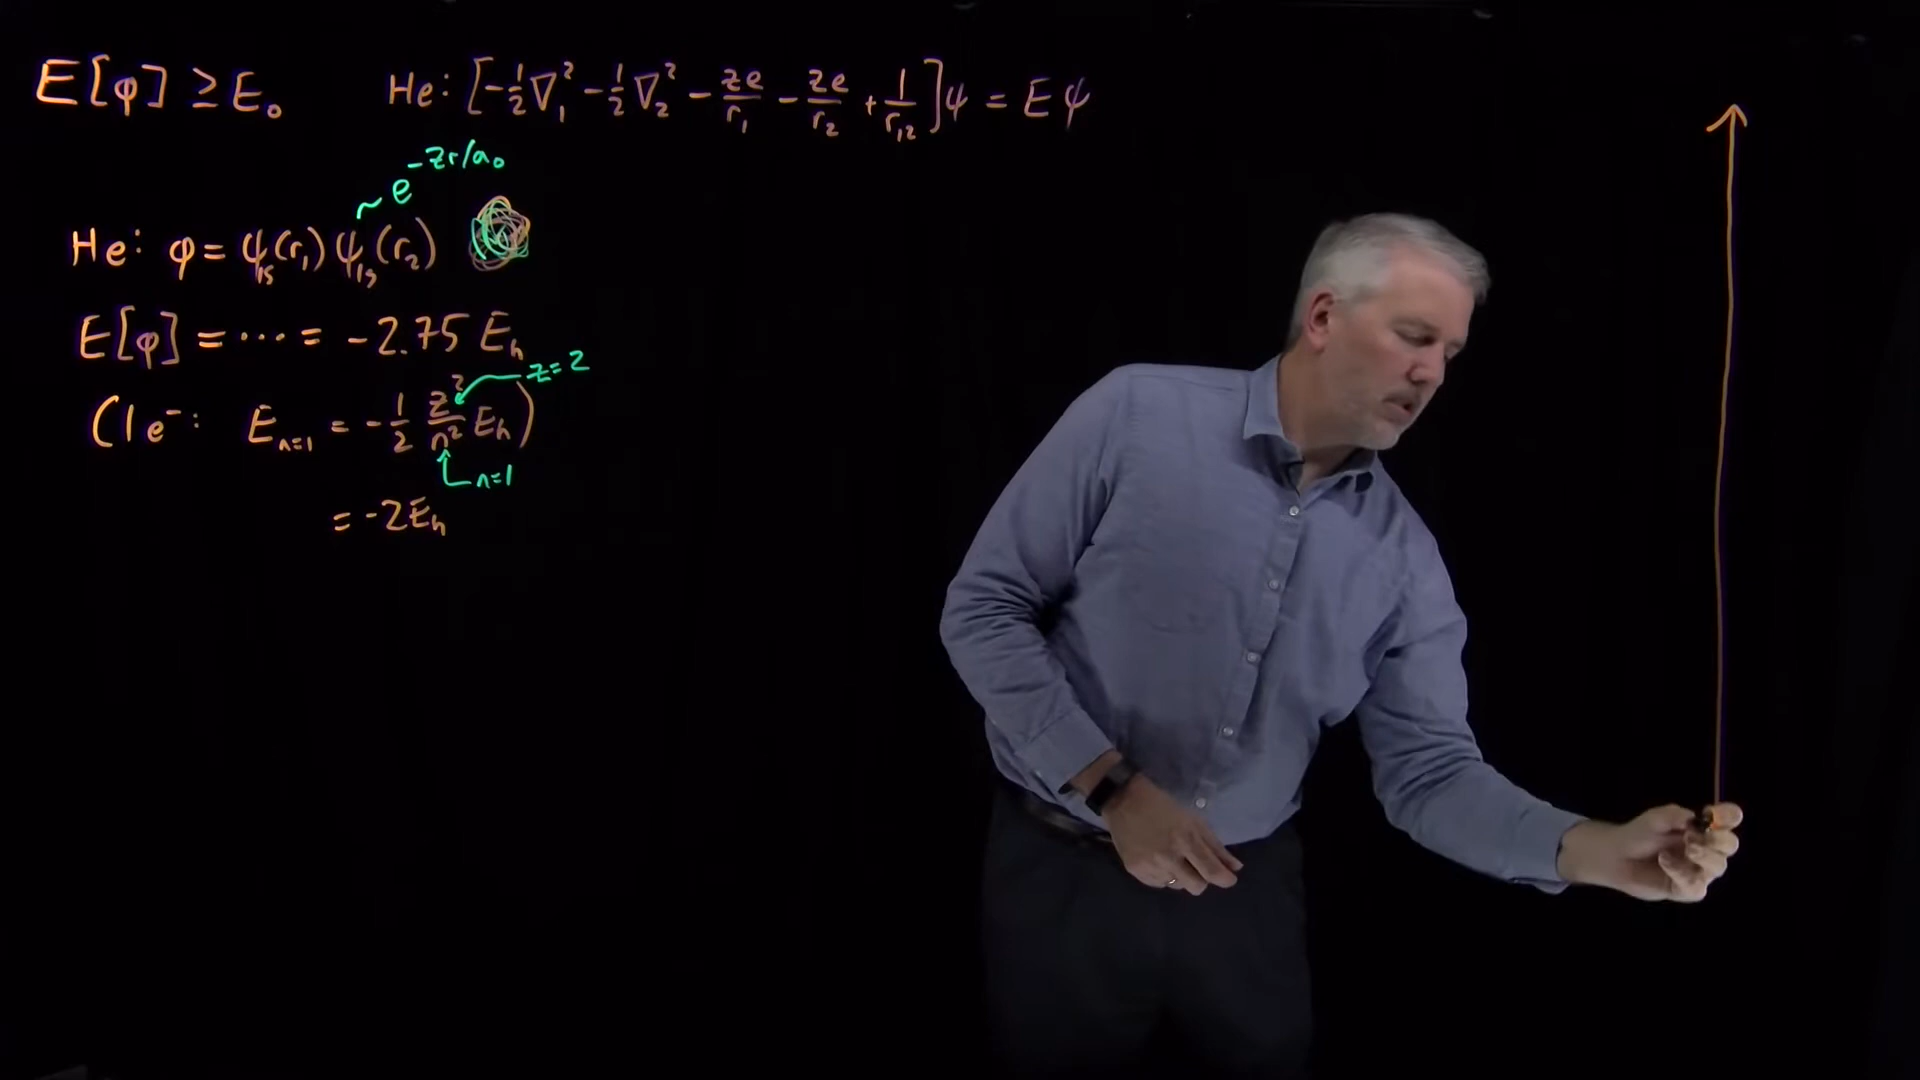 E[φ] ≥ E₀
He: [-½∇₁² - ½∇₂² - ze/r₁ - ze/r₂ + 1/r₁₂]ψ = Eψ
~ e^(-Zr/a₀)
He: φ = ψ₁ₛ(r₁) ψ₁ₛ(r₂)
E[φ] = ··· = -2.75 Eₕ
z=2
(1e⁻: Eₙ₌₁ = -½ Z²/n² Eₕ)
n=1
= -2Eₕ